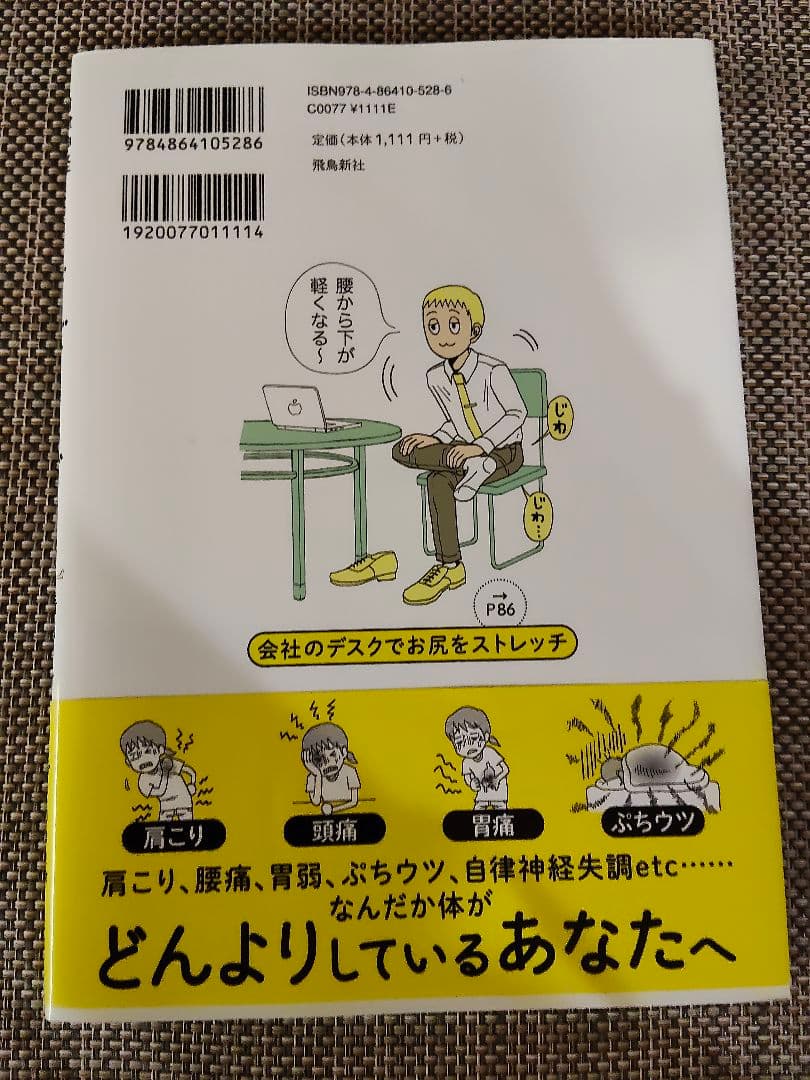 ISBN978-4-86410-528-6
C0077 ¥1111E
9784864105286
定価(本体1,111円+税)
飛鳥新社
1920077011114
腰から下が
軽くなる〜
じわ
じわ…
→
P86
会社のデスクでお尻をストレッチ
肩こり
頭痛
胃痛
ぷちウツ
肩こり、腰痛、胃弱、ぷちウツ、自律神経失調etc……
なんだか体が
どんよりしているあなたへ